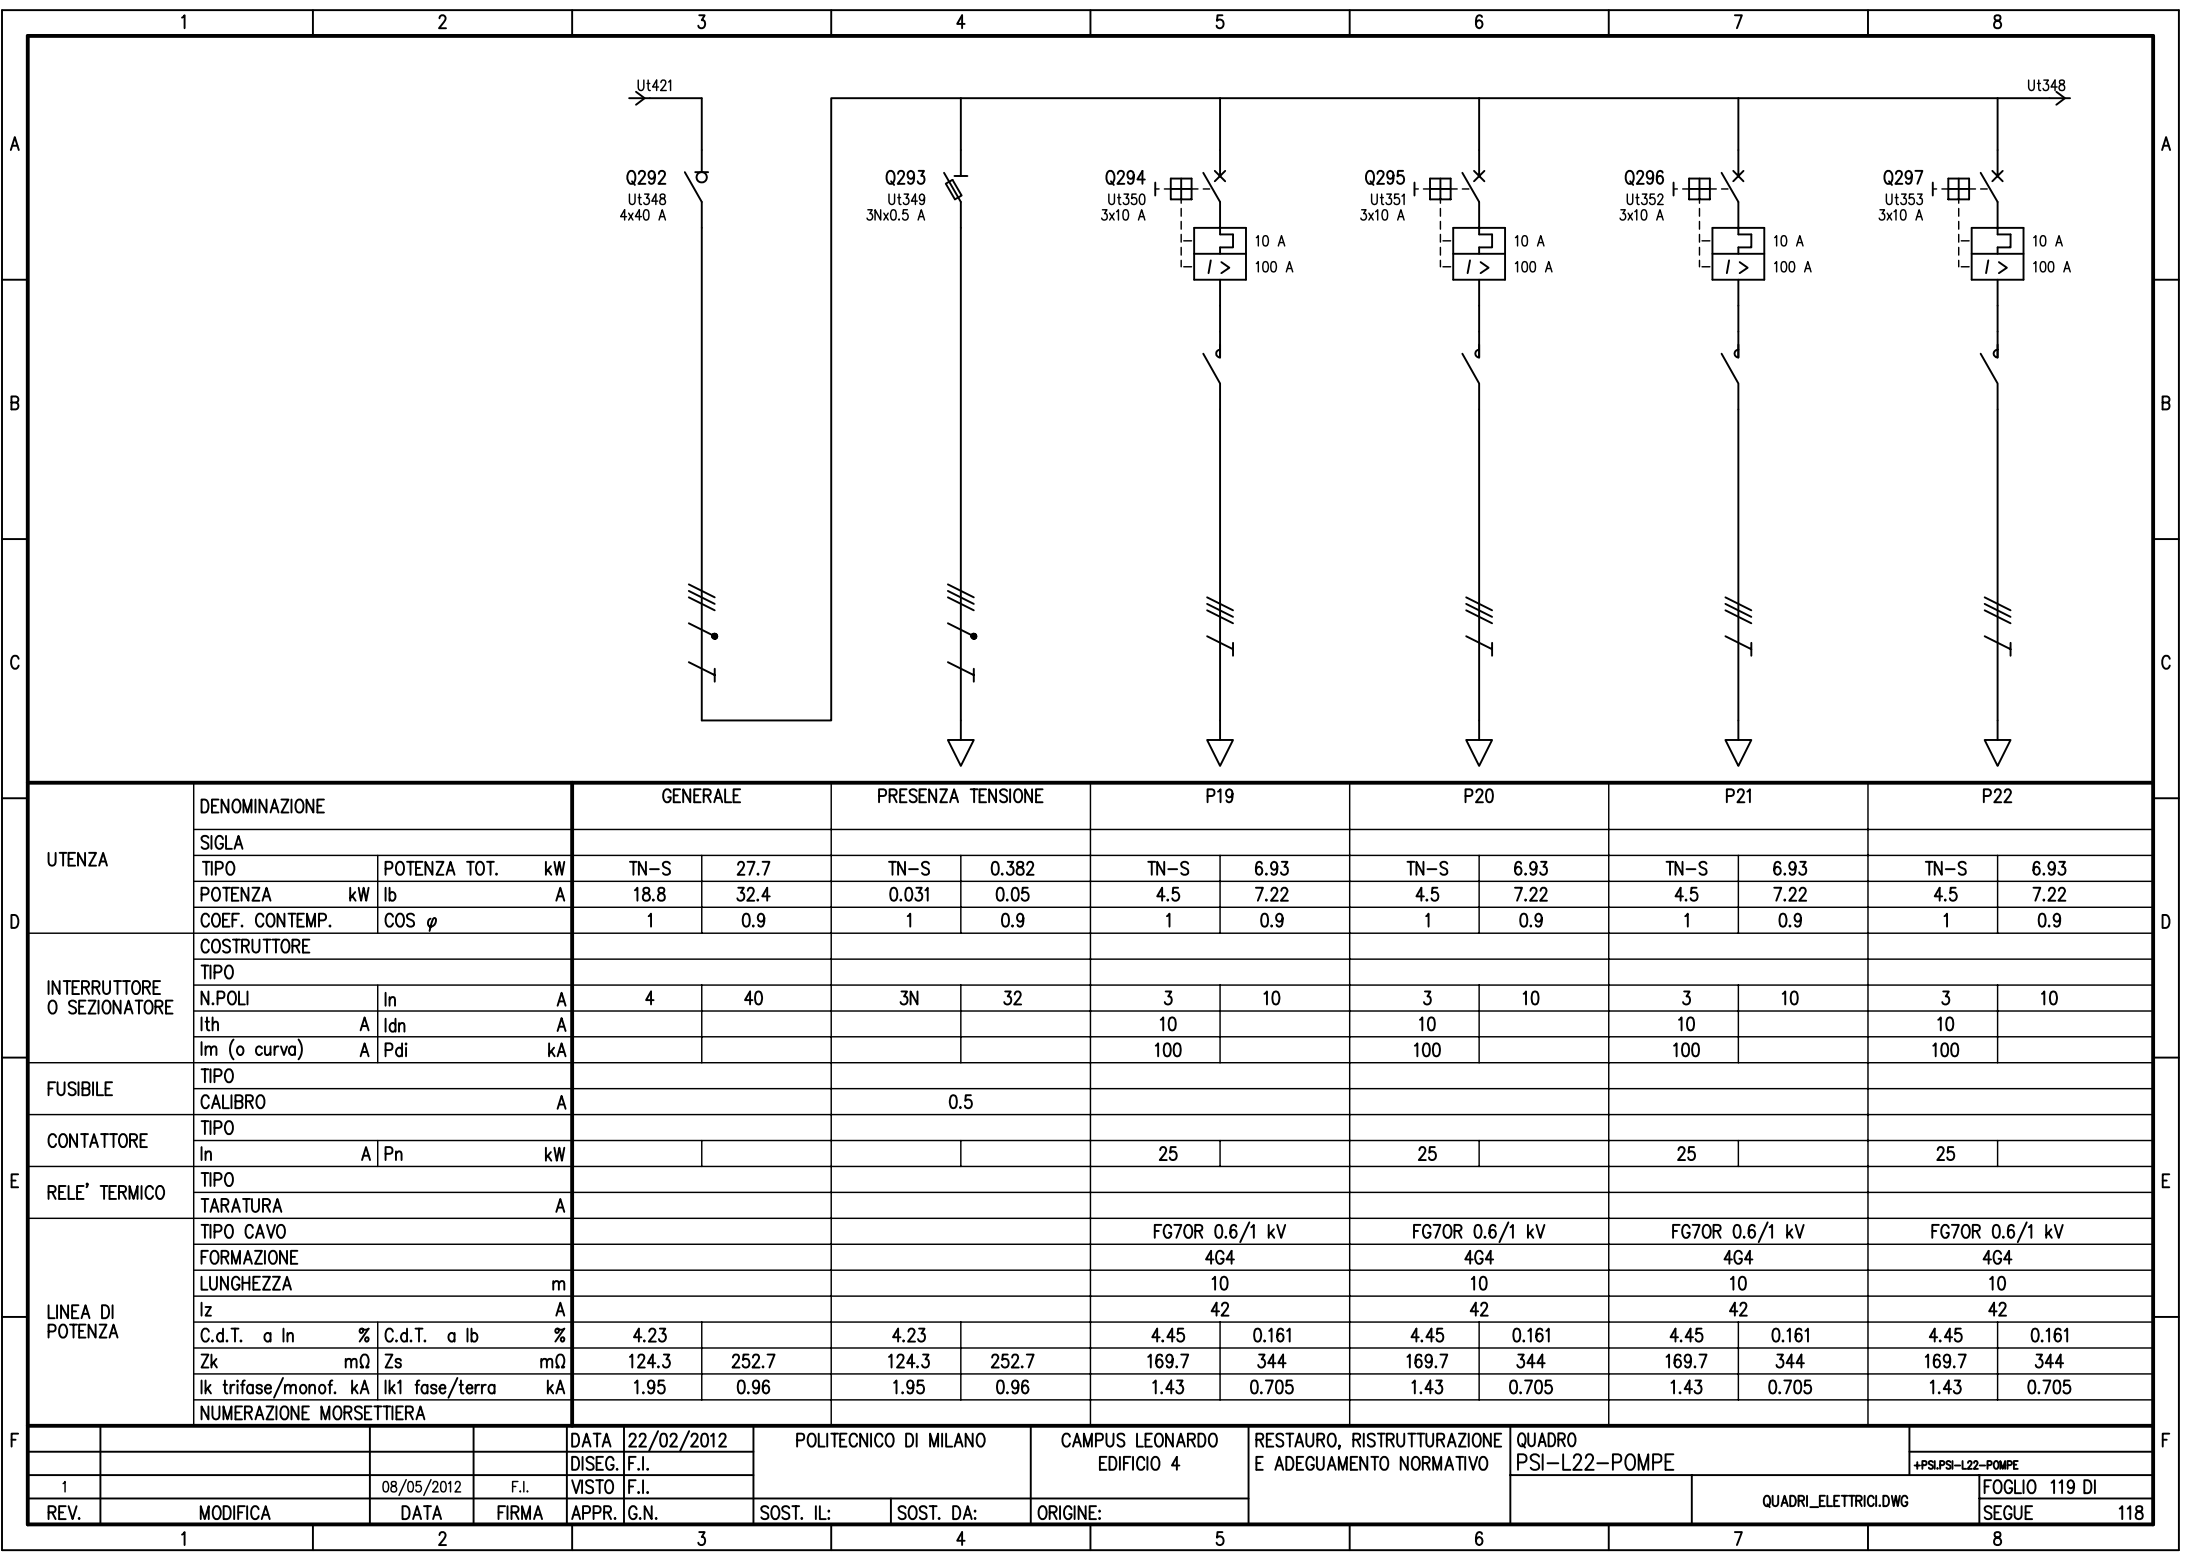 1 2 3 4 5 6 7 8
Ut421
Ut348
A A
Q292
Ut348
4x40 A
Q293
Ut349
3Nx0.5 A
Q294
Ut350
3x10 A
10 A
I >
100 A
Q295
Ut351
3x10 A
10 A
I >
100 A
Q296
Ut352
3x10 A
10 A
I >
100 A
Q297
Ut353
3x10 A
10 A
I >
100 A
B B
C C
UTENZA
DENOMINAZIONE GENERALE PRESENZA TENSIONE P19 P20 P21 P22
SIGLA
TIPO POTENZA TOT. kW TN-S 27.7 TN-S 0.382 TN-S 6.93 TN-S 6.93 TN-S 6.93 TN-S 6.93
POTENZA kW Ib A 18.8 32.4 0.031 0.05 4.5 7.22 4.5 7.22 4.5 7.22 4.5 7.22
D COEF. CONTEMP. COS φ 1 0.9 1 0.9 1 0.9 1 0.9 1 0.9 1 0.9 D
INTERRUTTORE
O SEZIONATORE
COSTRUTTORE
TIPO
N.POLI In A 4 40 3N 32 3 10 3 10 3 10 3 10
Ith A Idn A 10 10 10 10
Im (o curva) A Pdi kA 100 100 100 100
FUSIBILE
TIPO
CALIBRO A 0.5
CONTATTORE
TIPO
In A Pn kW 25 25 25 25
E E
RELE' TERMICO
TIPO
TARATURA A
LINEA DI
POTENZA
TIPO CAVO FG7OR 0.6/1 kV FG7OR 0.6/1 kV FG7OR 0.6/1 kV FG7OR 0.6/1 kV
FORMAZIONE 4G4 4G4 4G4 4G4
LUNGHEZZA m 10 10 10 10
Iz A 42 42 42 42
C.d.T. a In % C.d.T. a Ib % 4.23 4.23 4.45 0.161 4.45 0.161 4.45 0.161 4.45 0.161
Zk mΩ Zs mΩ 124.3 252.7 124.3 252.7 169.7 344 169.7 344 169.7 344 169.7 344
Ik trifase/monof. kA Ik1 fase/terra kA 1.95 0.96 1.95 0.96 1.43 0.705 1.43 0.705 1.43 0.705 1.43 0.705
NUMERAZIONE MORSETTIERA
F F
DATA 22/02/2012
DISEG. F.I.
1 08/05/2012 F.I. VISTO F.I.
REV. MODIFICA DATA FIRMA APPR. G.N.
POLITECNICO DI MILANO
SOST. IL: SOST. DA:
CAMPUS LEONARDO
EDIFICIO 4
ORIGINE:
RESTAURO, RISTRUTTURAZIONE
E ADEGUAMENTO NORMATIVO
QUADRO
PSI-L22-POMPE
+PSI.PSI-L22-POMPE
QUADRI_ELETTRICI.DWG
FOGLIO 119 DI
SEGUE 118
1 2 3 4 5 6 7 8